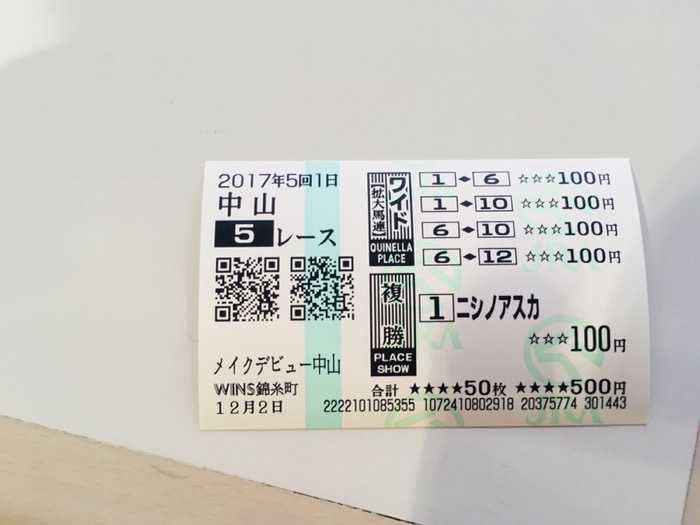 2017年5回1日
中山
5 レース
メイクデビュー中山
WINS錦糸町
12月2日
ワイド
【拡大馬連】
QUINELLA
PLACE
1 ◆ 6 ☆☆☆100円
1 ◆ 10 ☆☆☆100円
6 ◆ 10 ☆☆☆100円
6 ◆ 12 ☆☆☆100円
複勝
PLACE
SHOW
1 ニシノアスカ
☆☆☆100円
合計 ★★★★50枚 ★★★★500円
2222101085355 1072410802918 20375774 301443
JRA